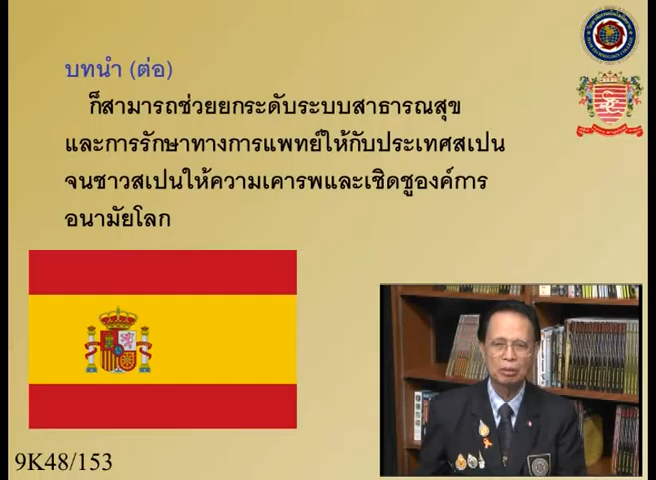 บทนำ (ต่อ)
ก็สามารถช่วยยกระดับระบบสาธารณสุข
และการรักษาทางการแพทย์ให้กับประเทศสเปน
จนชาวสเปนให้ความเคารพและเชิดชูองค์การ
อนามัยโลก
9K48/153